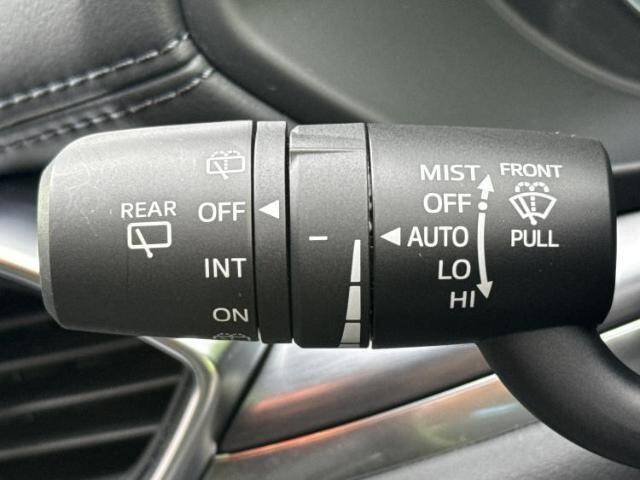 REAR
OFF
INT
ON
MIST
OFF
AUTO
LO
HI
FRONT
PULL